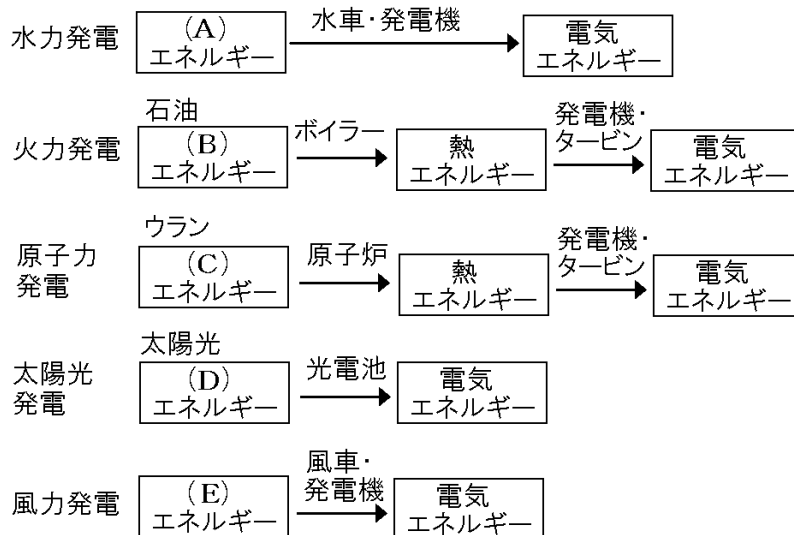 水力発電
(A)
エネルギー
水車・発電機
電気
エネルギー
火力発電
石油
(B)
エネルギー
ボイラー
熱
エネルギー
発電機・
タービン
電気
エネルギー
原子力
発電
ウラン
(C)
エネルギー
原子炉
熱
エネルギー
発電機・
タービン
電気
エネルギー
太陽光
発電
太陽光
(D)
エネルギー
光電池
電気
エネルギー
風力発電
(E)
エネルギー
風車・
発電機
電気
エネルギー